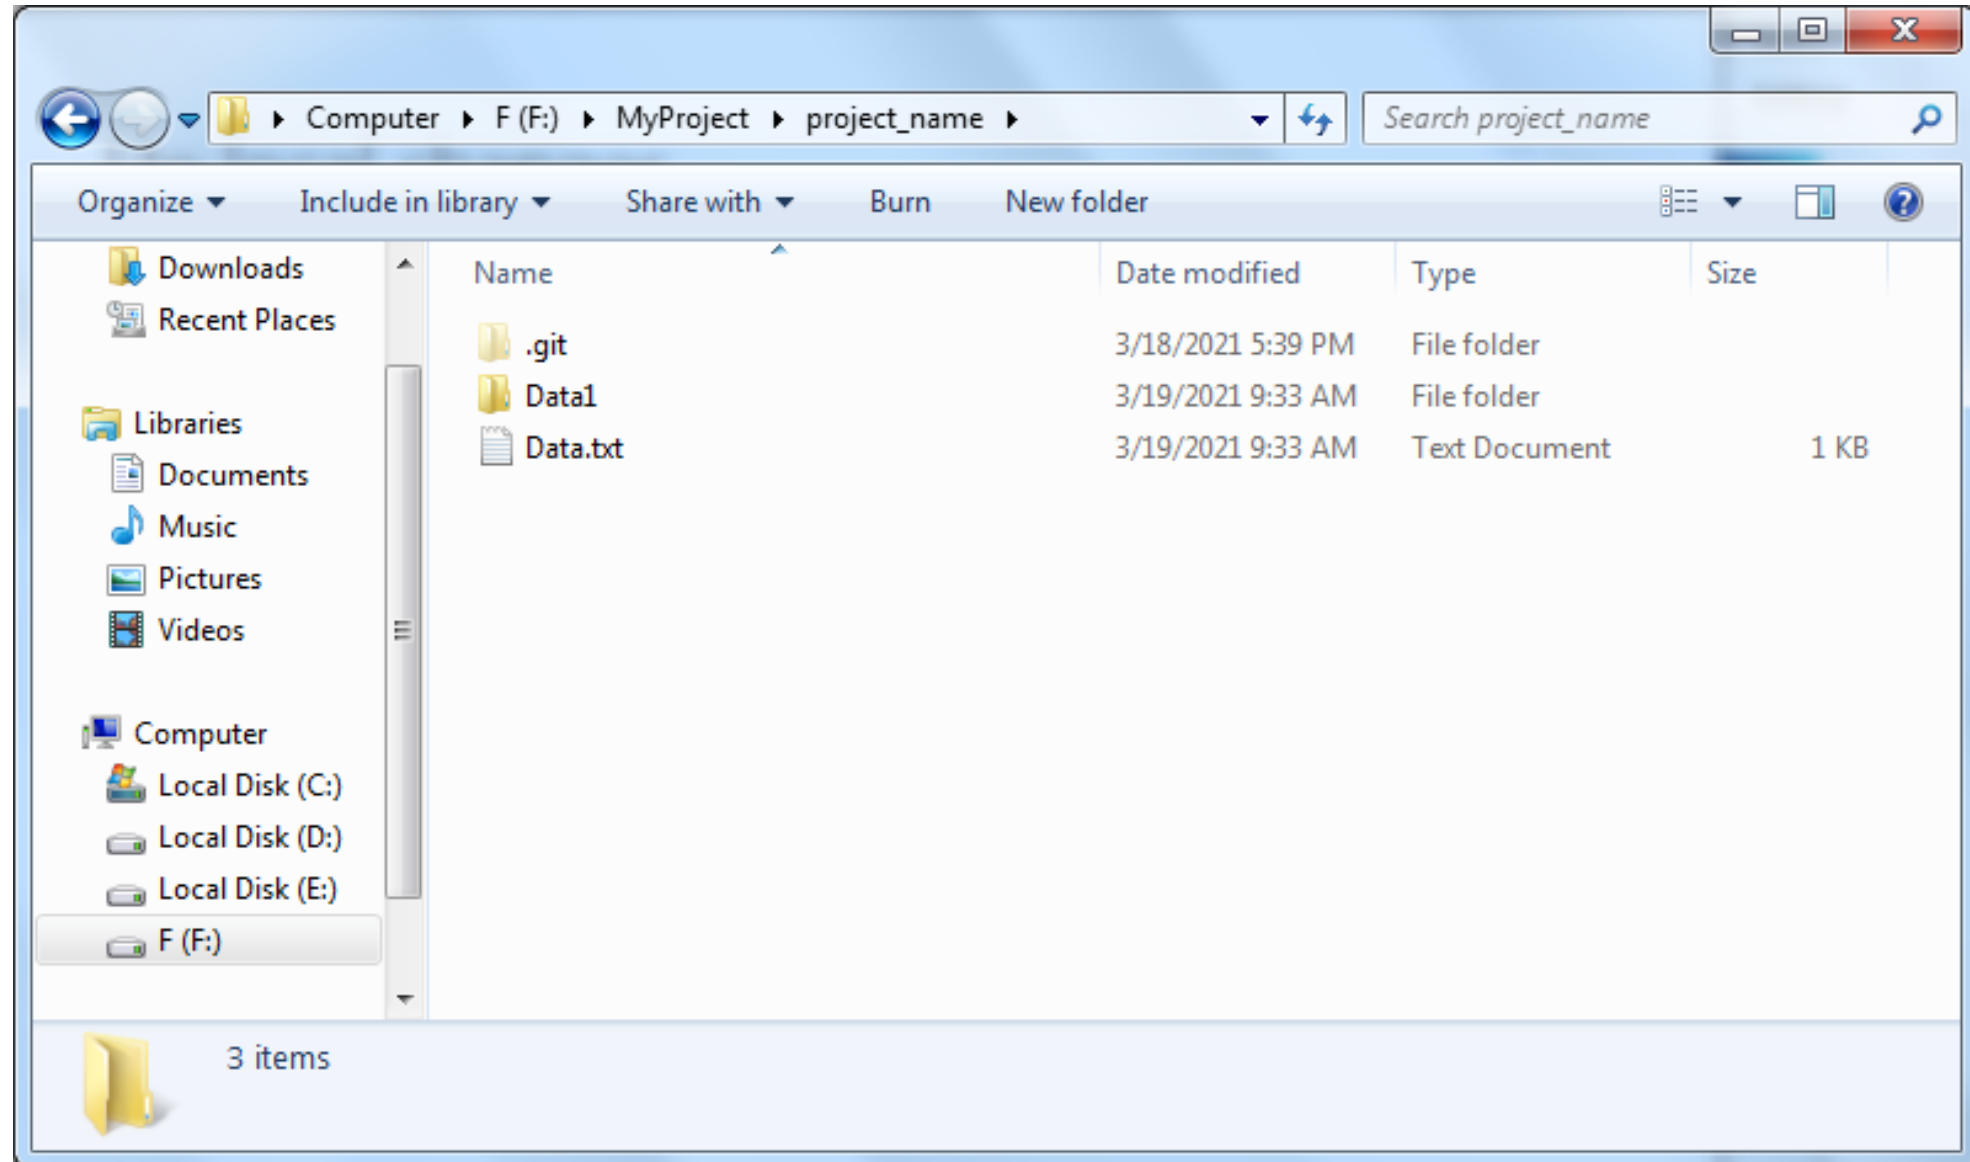 Computer F (F:) MyProject project_name Search project_name
Organize Include in library Share with Burn New folder
Downloads
Recent Places
Libraries
Documents
Music
Pictures
Videos
Computer
Local Disk (C:)
Local Disk (D:)
Local Disk (E:)
F (F:)
Name Date modified Type Size
.git 3/18/2021 5:39 PM File folder
Data1 3/19/2021 9:33 AM File folder
Data.txt 3/19/2021 9:33 AM Text Document 1 KB
3 items